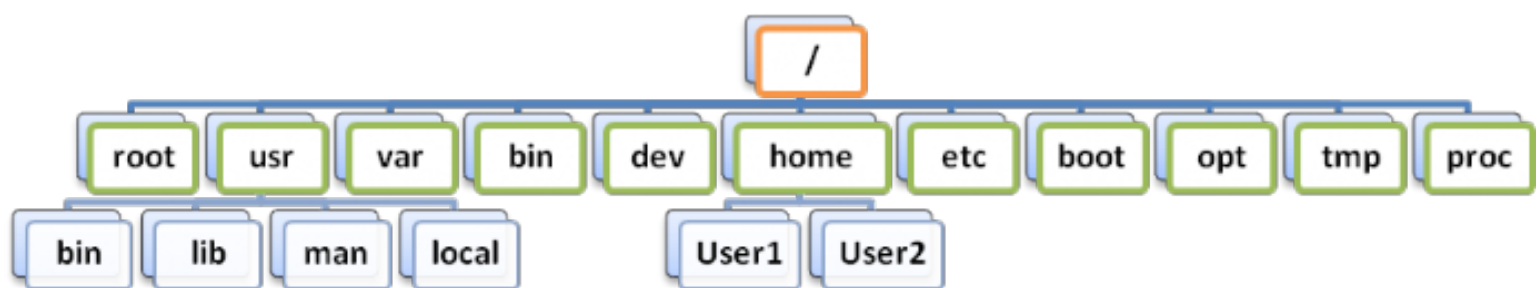 /
root usr var bin dev home etc boot opt tmp proc
bin lib man local User1 User2